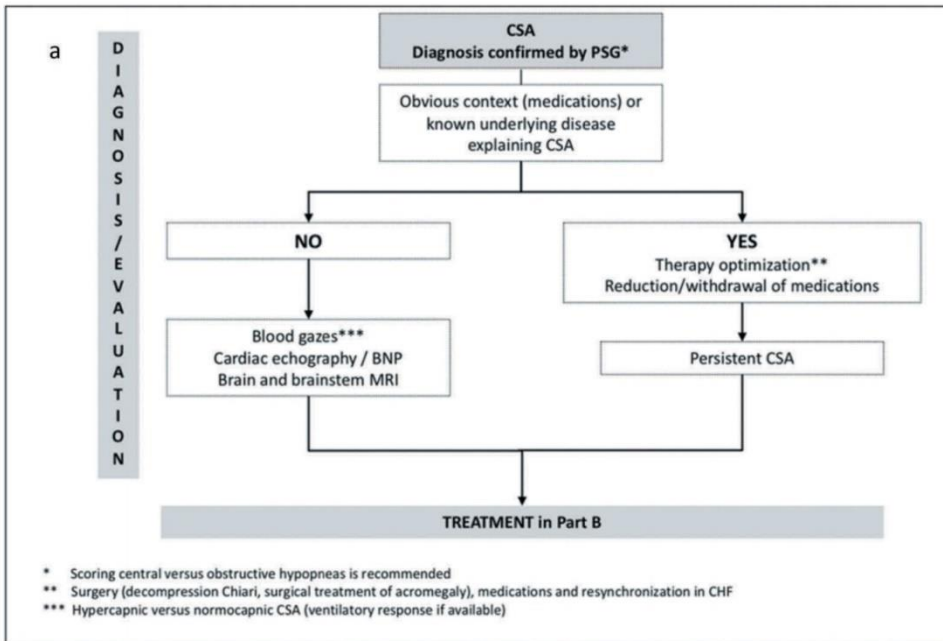 a
DIAGNOSIS/EVALUATION
CSA
Diagnosis confirmed by PSG*
Obvious context (medications) or
known underlying disease
explaining CSA
NO
YES
Therapy optimization**
Reduction/withdrawal of medications
Blood gazes***
Cardiac echography / BNP
Brain and brainstem MRI
Persistent CSA
TREATMENT in Part B
* Scoring central versus obstructive hypopneas is recommended
** Surgery (decompression Chiari, surgical treatment of acromegaly), medications and resynchronization in CHF
*** Hypercapnic versus normocapnic CSA (ventilatory response if available)